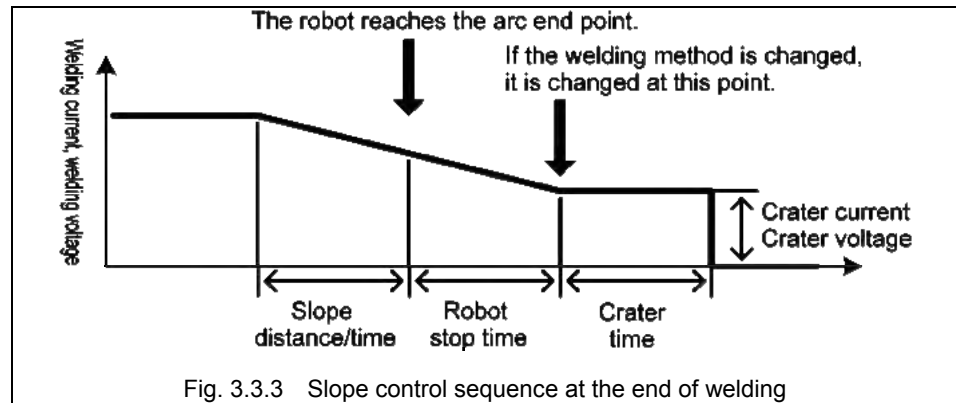 The robot reaches the arc end point.
If the welding method is changed,
it is changed at this point.
Welding current, welding voltage
Crater current
Crater voltage
Slope
distance/time
Robot
stop time
Crater
time
Fig. 3.3.3 Slope control sequence at the end of welding